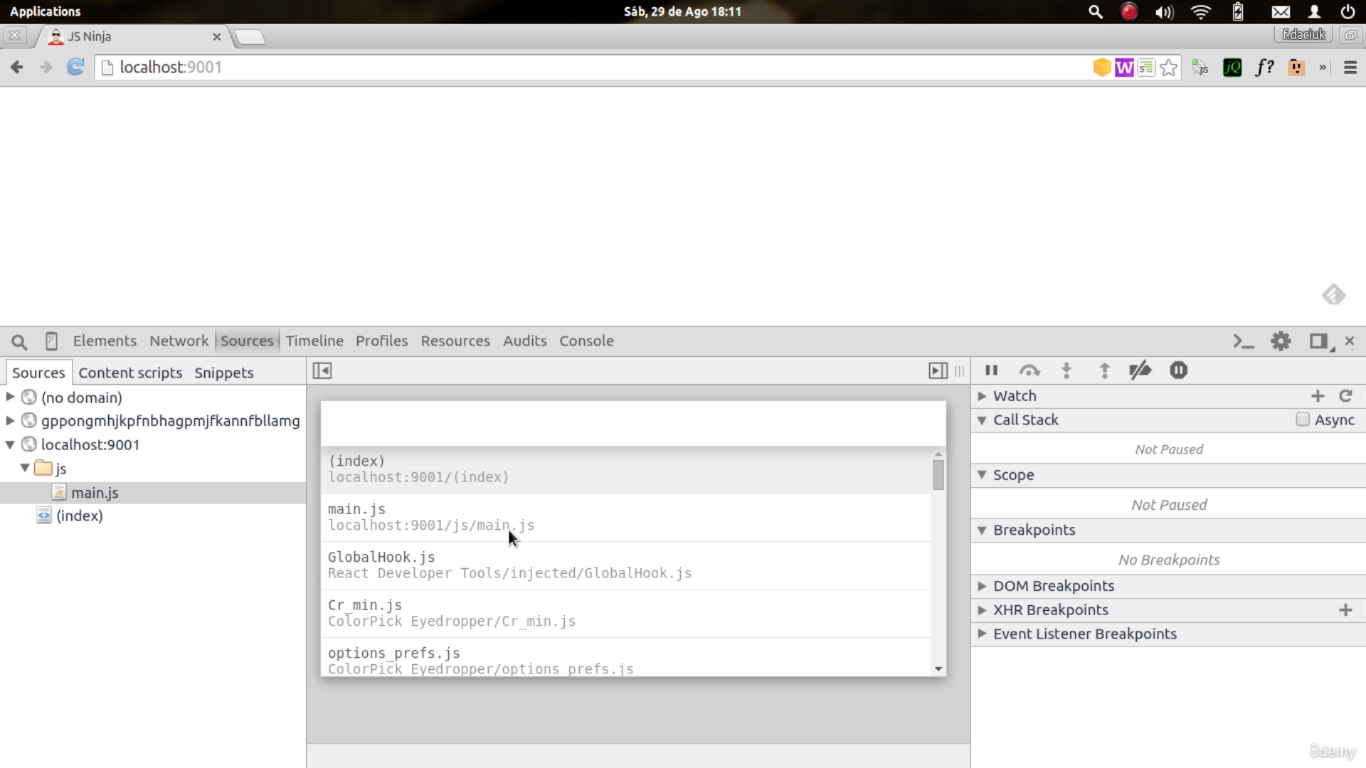 Applications
Sáb, 29 de Ago 18:11
JS Ninja
f.daciuk
localhost:9001
W
js
jQ
f?
»
Elements Network Sources Timeline Profiles Resources Audits Console
Sources Content scripts Snippets
(no domain)
gppongmhjkpfnbhagpmjfkannfbllamg
localhost:9001
js
main.js
(index)
(index)
localhost:9001/(index)
main.js
localhost:9001/js/main.js
GlobalHook.js
React Developer Tools/injected/GlobalHook.js
Cr_min.js
ColorPick Eyedropper/Cr_min.js
options_prefs.js
ColorPick Eyedropper/options_prefs.js
Watch
Call Stack
Async
Not Paused
Scope
Not Paused
Breakpoints
No Breakpoints
DOM Breakpoints
XHR Breakpoints
Event Listener Breakpoints
ûdemy